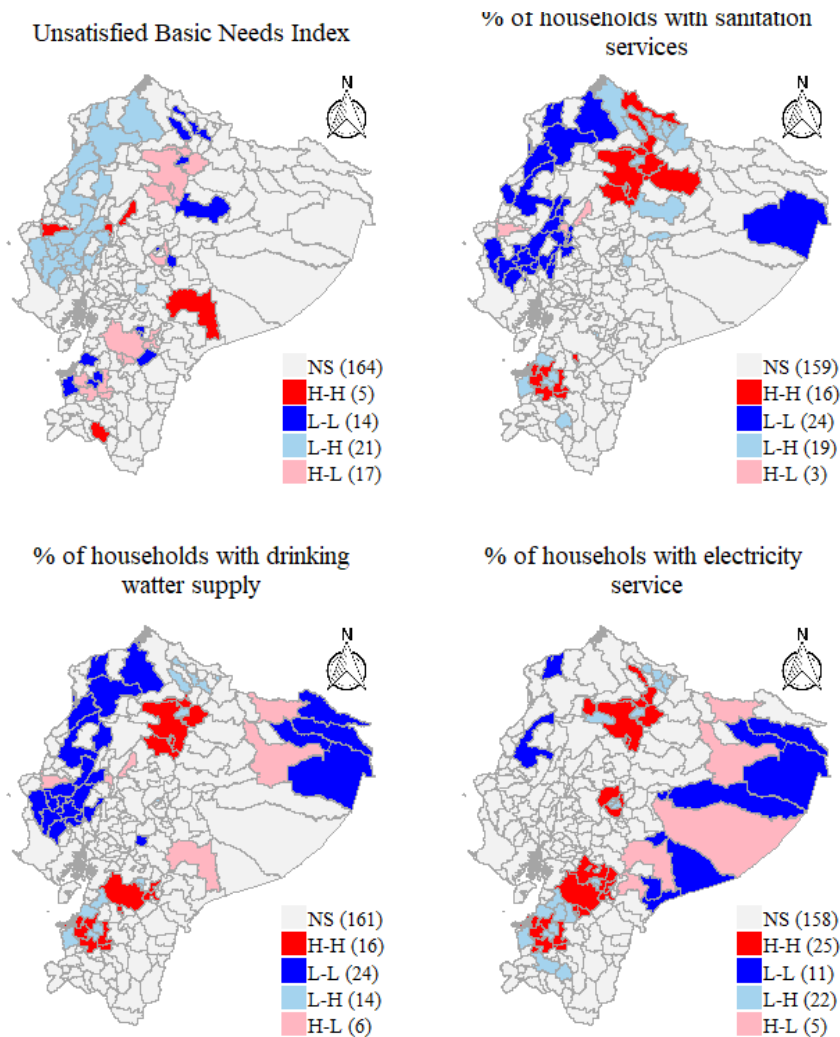 Unsatisfied Basic Needs Index
% of households with sanitation
services
N
N
NS (164)
H-H (5)
L-L (14)
L-H (21)
H-L (17)
NS (159)
H-H (16)
L-L (24)
L-H (19)
H-L (3)
% of households with drinking
watter supply
% of househols with electricity
service
N
N
NS (161)
H-H (16)
L-L (24)
L-H (14)
H-L (6)
NS (158)
H-H (25)
L-L (11)
L-H (22)
H-L (5)